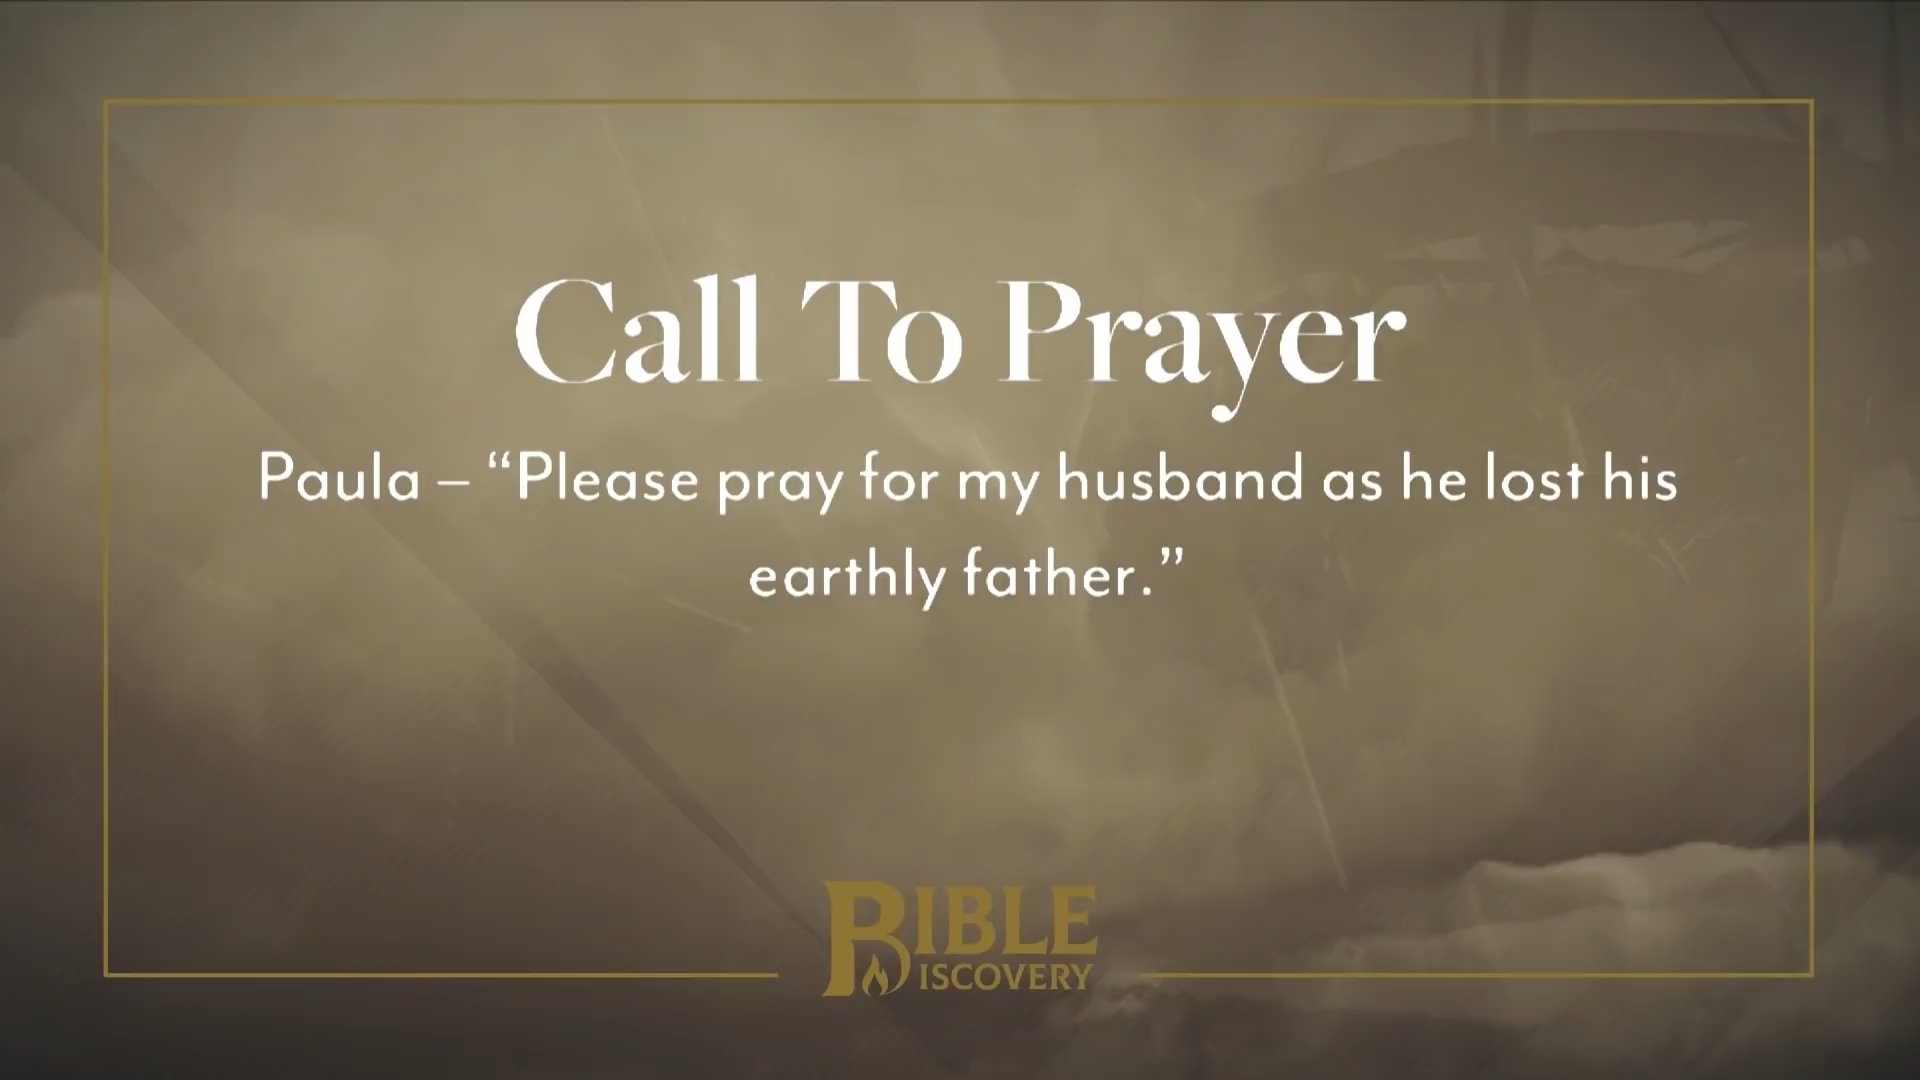 Call To Prayer
Paula – “Please pray for my husband as he lost his
earthly father.”
BIBLE
DISCOVERY